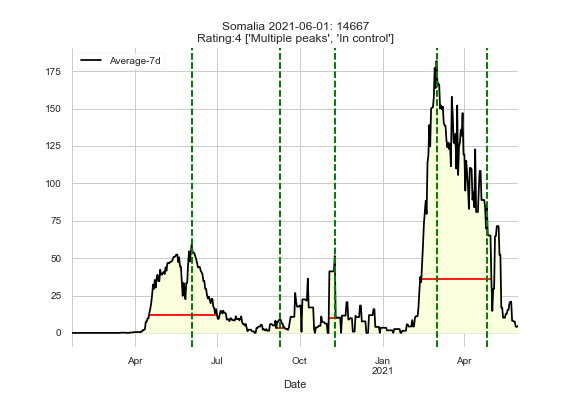 Somalia 2021-06-01: 14667
Rating:4 ['Multiple peaks', 'In control']
Average-7d
175
150
125
100
75
50
25
0
Apr
Jul
Oct
Jan
2021
Apr
Date